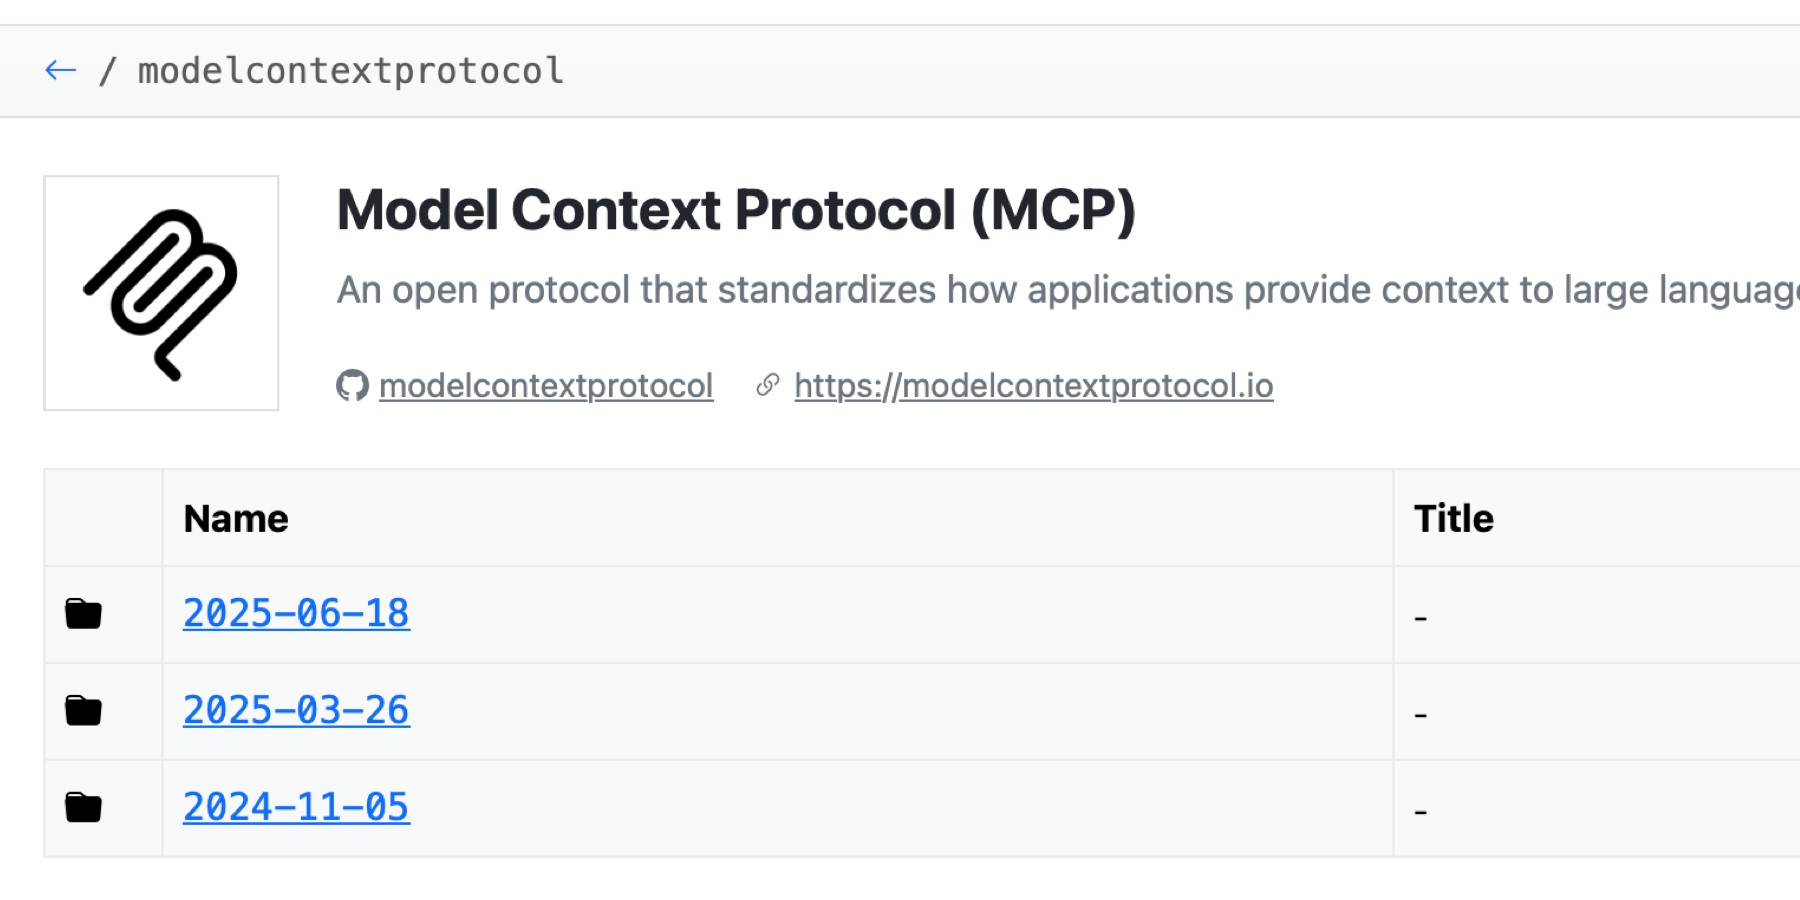 ← / modelcontextprotocol
Model Context Protocol (MCP)
An open protocol that standardizes how applications provide context to large language
modelcontextprotocol https://modelcontextprotocol.io
Name Title
2025-06-18 -
2025-03-26 -
2024-11-05 -